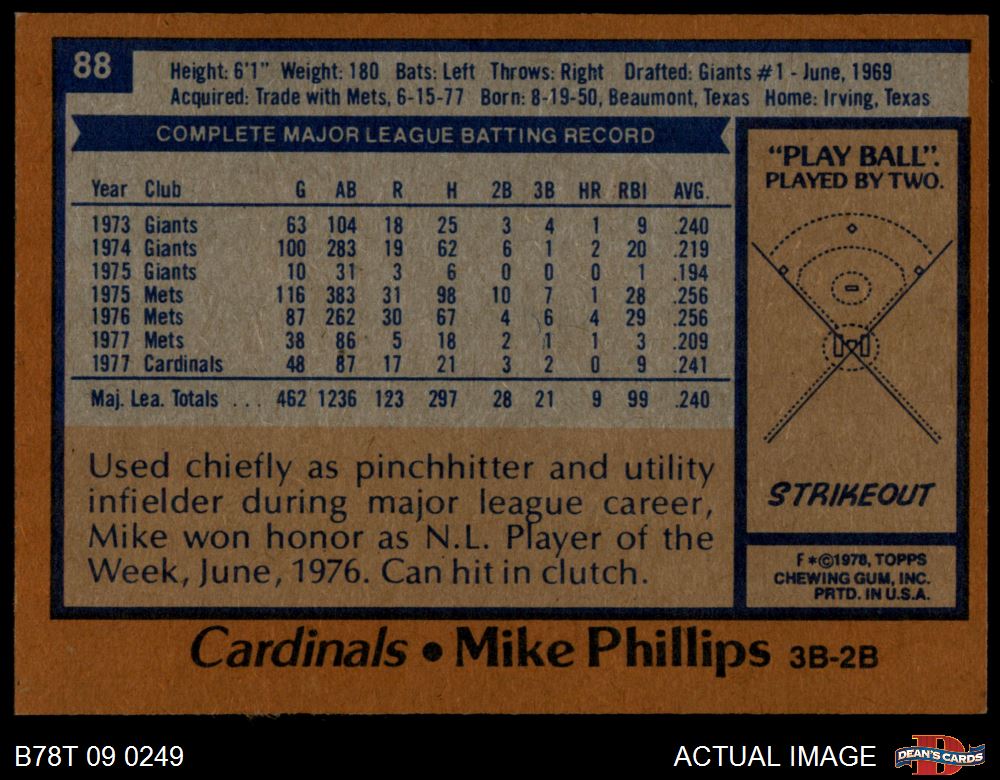 88
Height: 6'1" Weight: 180 Bats: Left Throws: Right Drafted: Giants #1 - June, 1969
Acquired: Trade with Mets, 6-15-77 Born: 8-19-50, Beaumont, Texas Home: Irving, Texas
COMPLETE MAJOR LEAGUE BATTING RECORD
Year Club G AB R H 2B 3B HR RBI AVG.
1973 Giants 63 104 18 25 3 4 1 9 .240
1974 Giants 100 283 19 62 6 1 2 20 .219
1975 Giants 10 31 3 6 0 0 0 1 .194
1975 Mets 116 383 31 98 10 7 1 28 .256
1976 Mets 87 262 30 67 4 6 4 29 .256
1977 Mets 38 86 5 18 2 1 1 3 .209
1977 Cardinals 48 87 17 21 3 2 0 9 .241
Maj. Lea. Totals . . . 462 1236 123 297 28 21 9 99 .240
Used chiefly as pinchhitter and utility
infielder during major league career,
Mike won honor as N.L. Player of the
Week, June, 1976. Can hit in clutch.
"PLAY BALL".
PLAYED BY TWO.
STRIKEOUT
F *©1978, TOPPS
CHEWING GUM, INC.
PRTD. IN U.S.A.
Cardinals • Mike Phillips 3B-2B
B78T 09 0249
ACTUAL IMAGE
DEAN'S CARDS